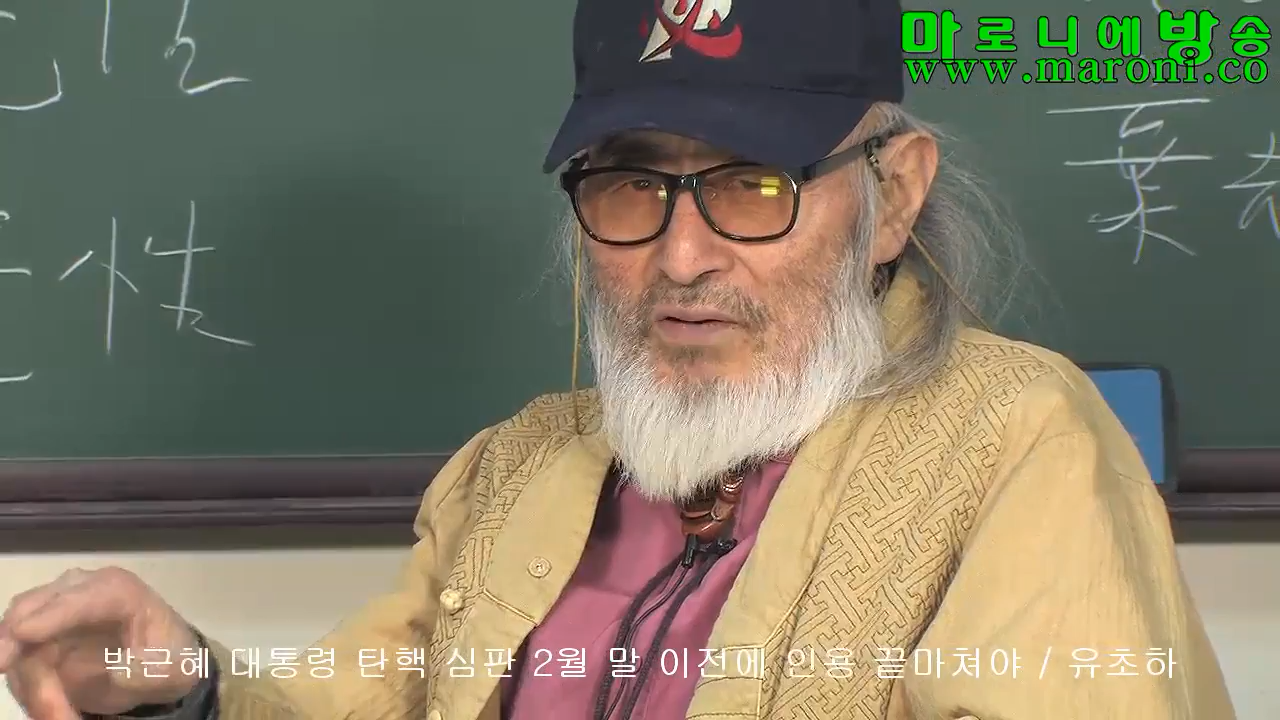 마로니에방송
www.maroni.co
性
박근혜 대통령 탄핵 심판 2월 말 이전에 인용 끝마쳐야 / 유초하